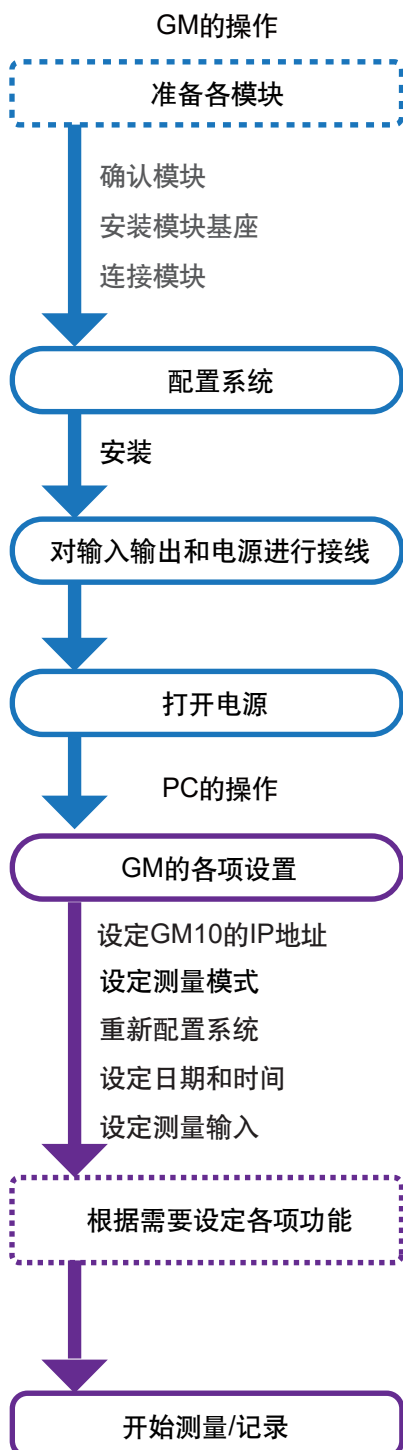 GM的操作
准备各模块
确认模块
安装模块基座
连接模块
配置系统
安装
对输入输出和电源进行接线
打开电源
PC的操作
GM的各项设置
设定GM10的IP地址
设定测量模式
重新配置系统
设定日期和时间
设定测量输入
根据需要设定各项功能
开始测量/记录